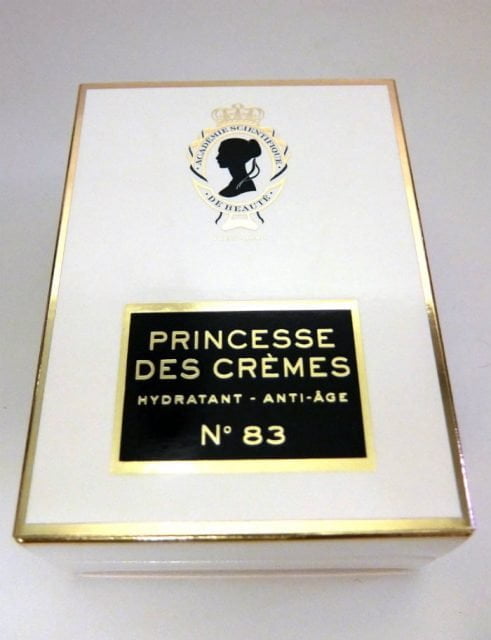 • ACADÉMIE SCIENTIFIQUE •
• DE BEAUTÉ •
PRINCESSE
DES CRÈMES
HYDRATANT - ANTI-ÂGE
N° 83